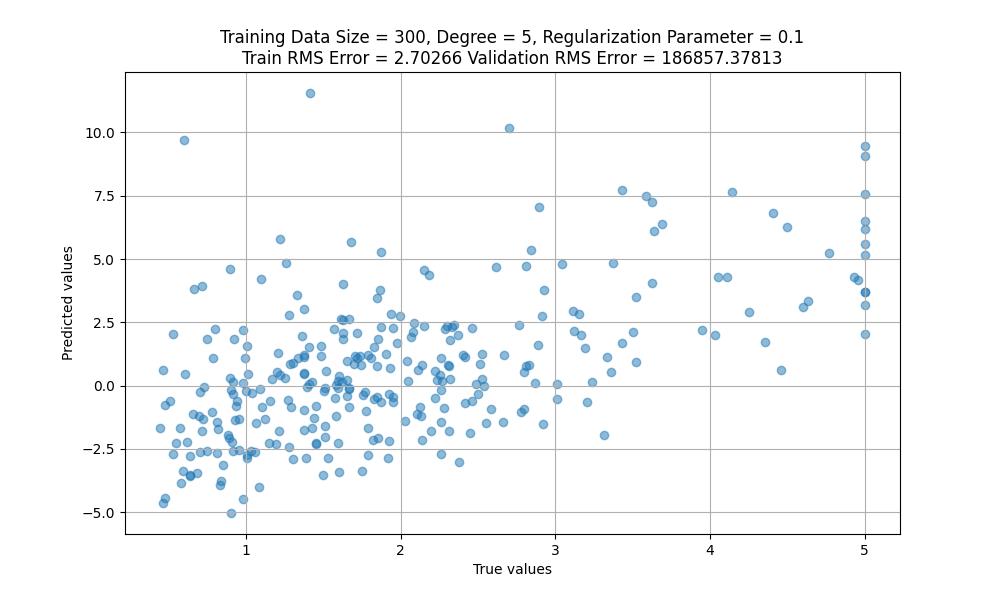 Training Data Size = 300, Degree = 5, Regularization Parameter = 0.1
Train RMS Error = 2.70266 Validation RMS Error = 186857.37813
10.0
7.5
5.0
2.5
0.0
−2.5
−5.0
Predicted values
1 2 3 4 5
True values